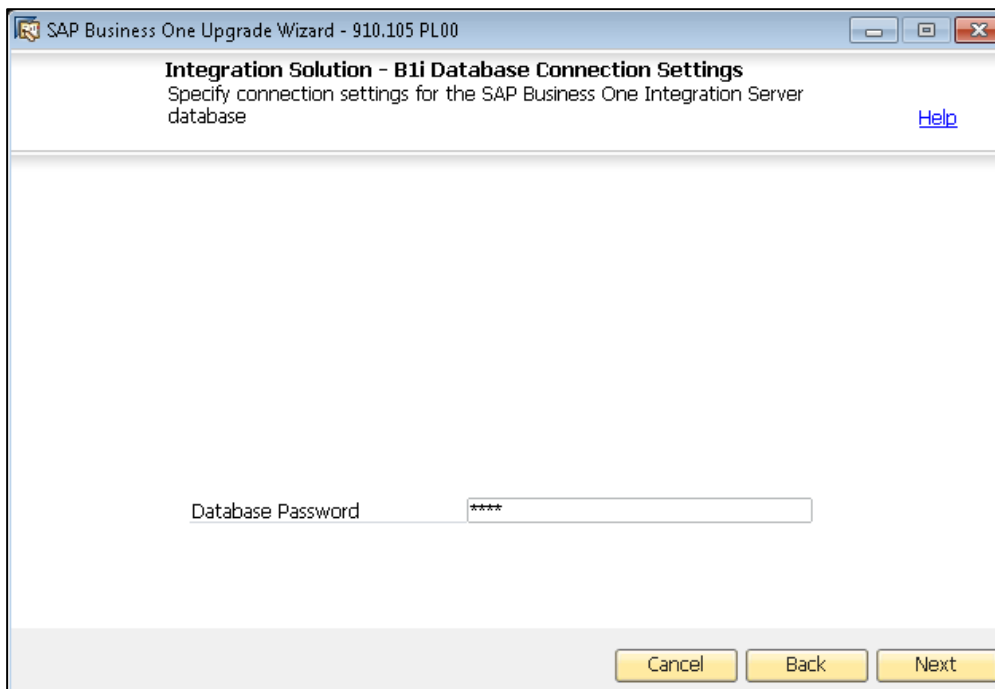 SAP Business One Upgrade Wizard - 910.105 PL00
Integration Solution - B1i Database Connection Settings
Specify connection settings for the SAP Business One Integration Server
database
Help
Database Password ****
Cancel Back Next